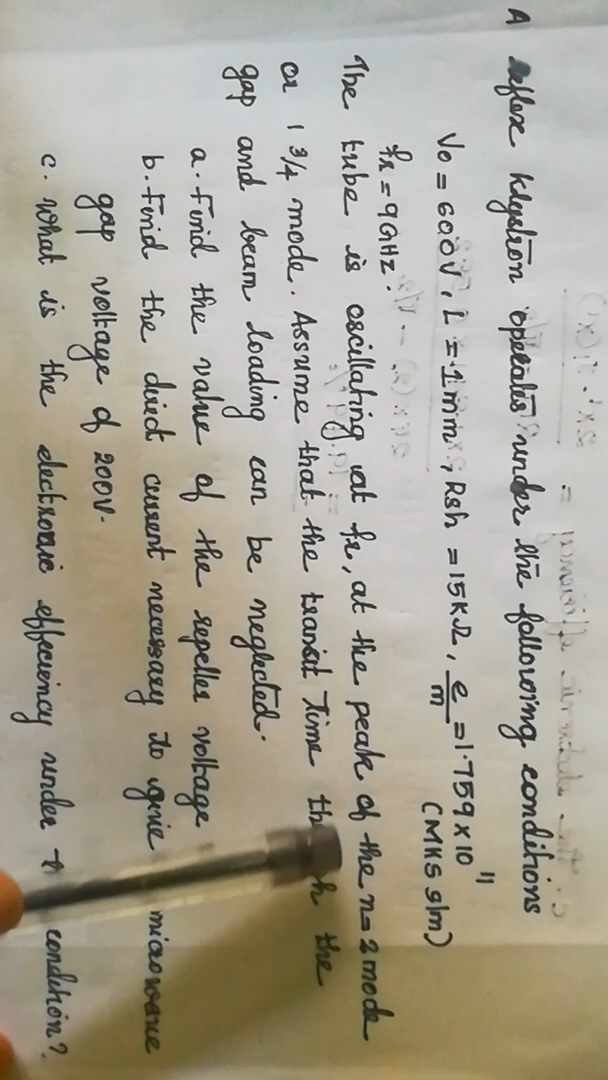 A reflex klystron operates under the following conditions
V0 = 600V, L = 1mm, Rsh = 15KΩ, e/m = 1.759 x 10^11
(MKS s/m)
fr = 9GHz.
The tube is oscillating at fr, at the peak of the n=2 mode
or 1 3/4 mode. Assume that the transit Time the
gap and beam loading can be neglected.
a. Find the value of the repeller voltage
b. Find the direct current necessary to give microwave
gap voltage of 200V.
c. What is the electronic efficiency under condition?